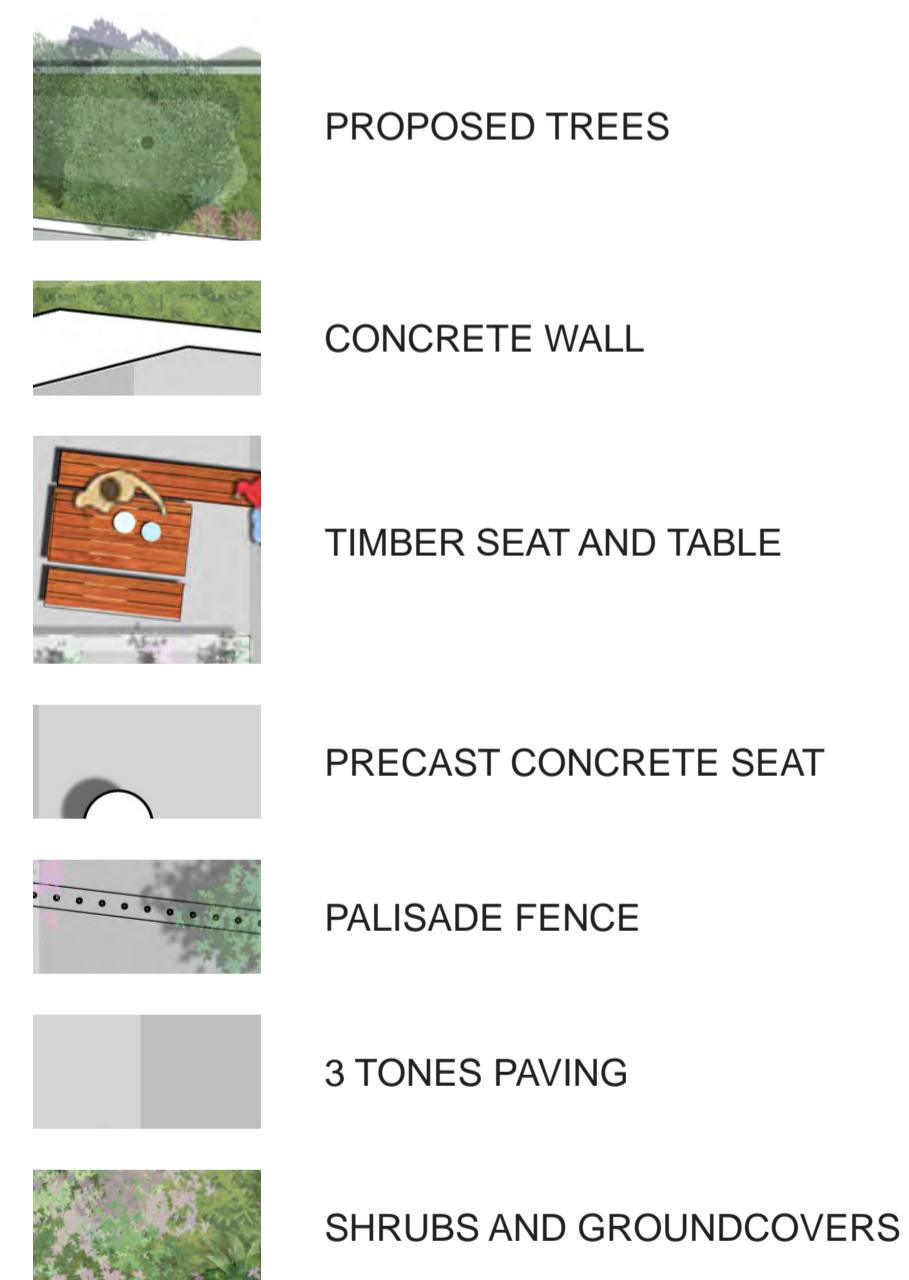 PROPOSED TREES
CONCRETE WALL
TIMBER SEAT AND TABLE
PRECAST CONCRETE SEAT
PALISADE FENCE
3 TONES PAVING
SHRUBS AND GROUNDCOVERS